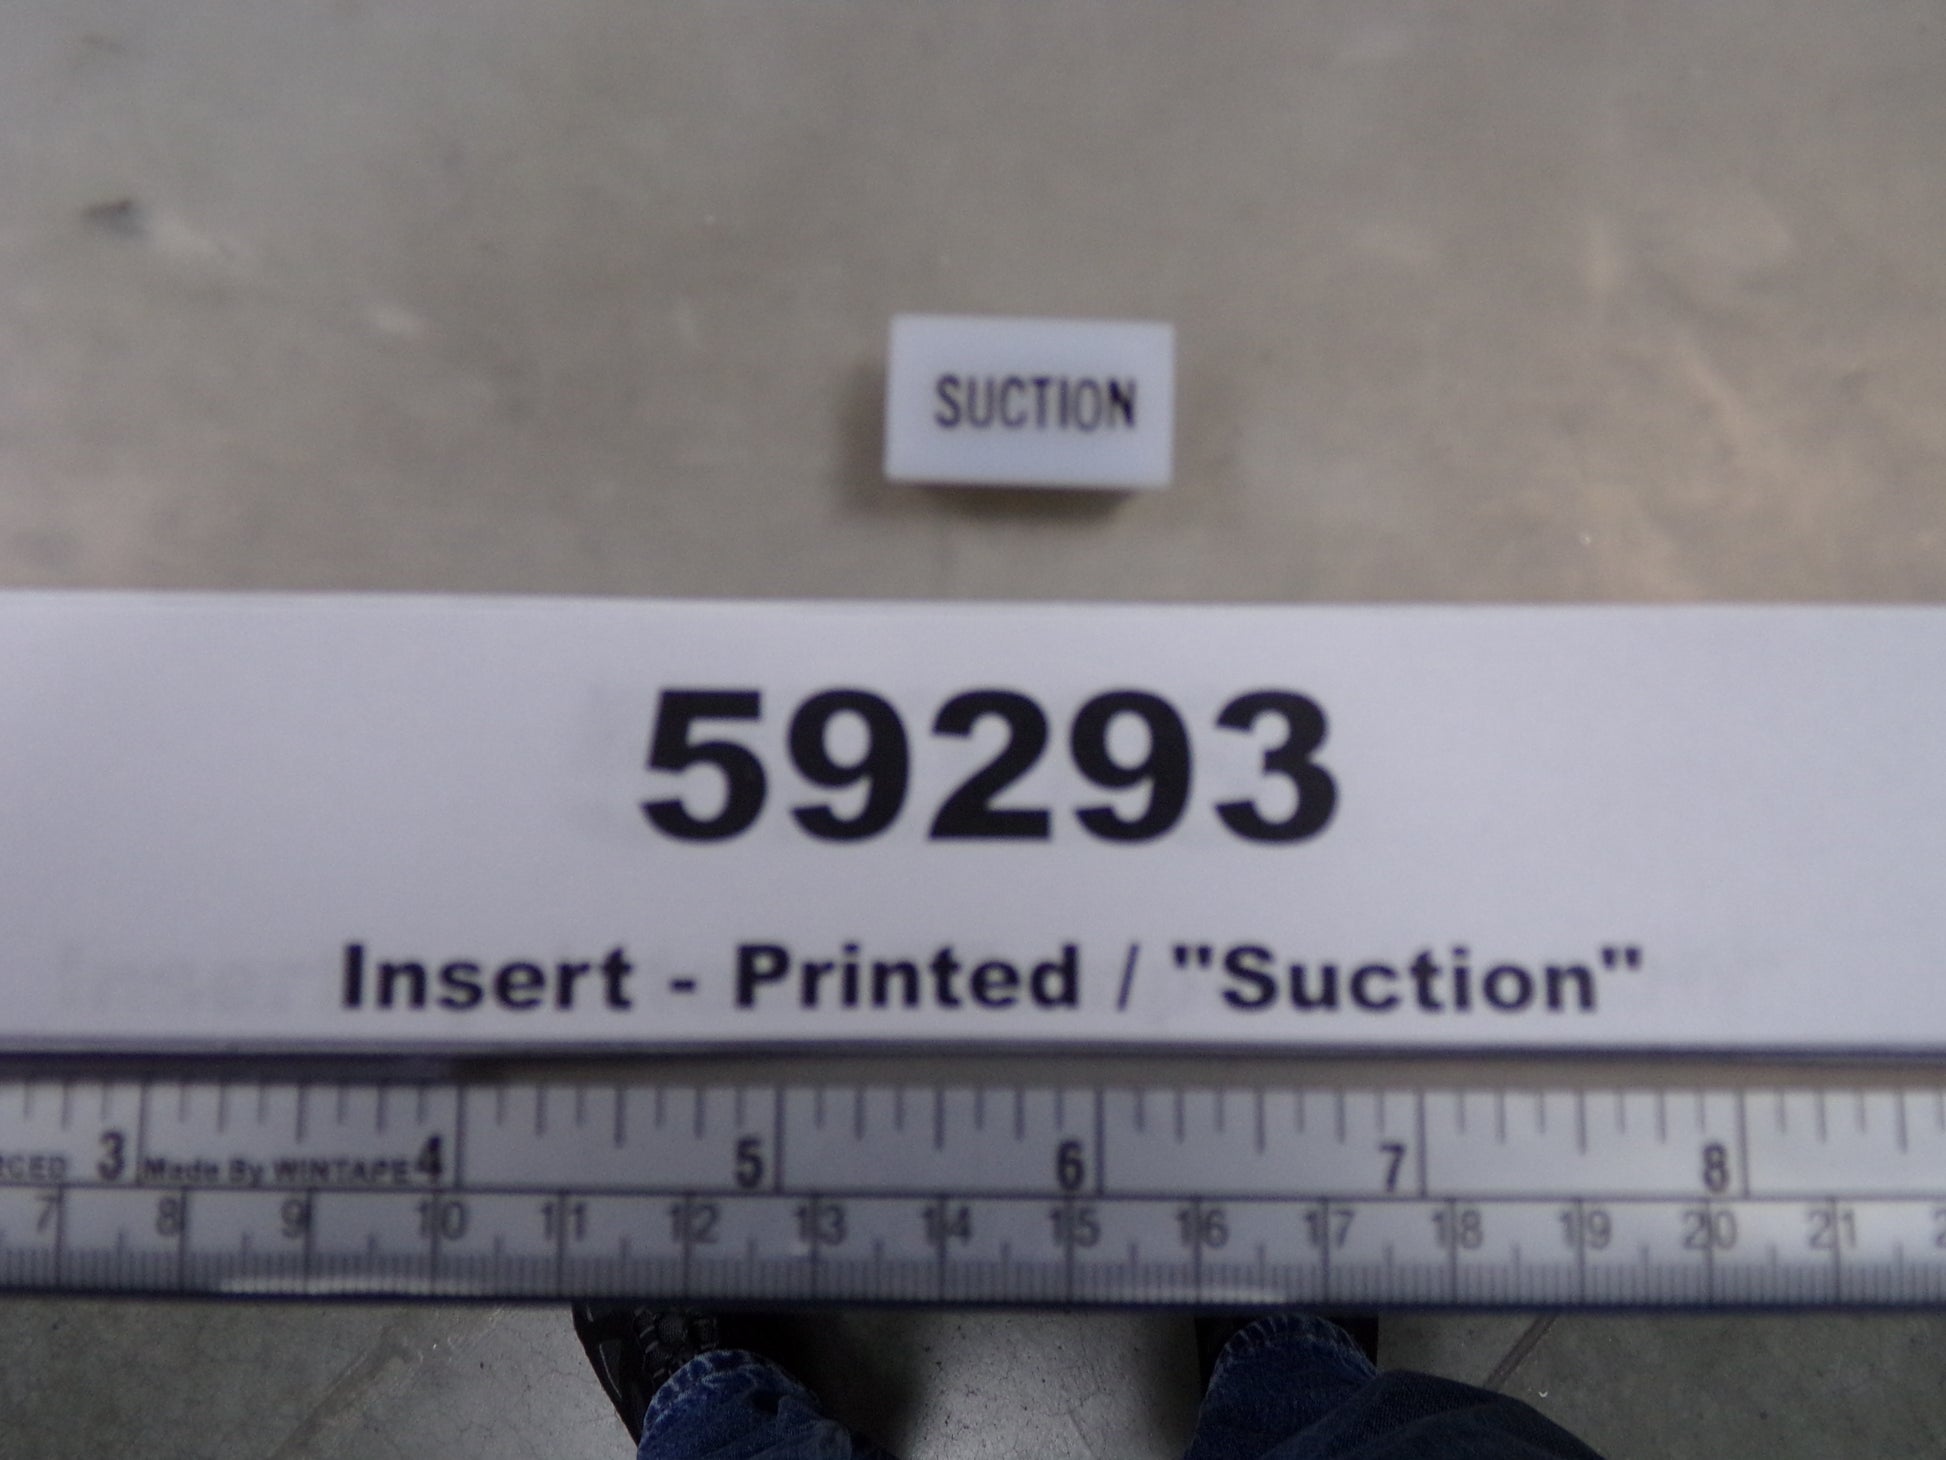 SUCTION
59293
Insert - Printed / "Suction"
RCED 3 Made By WINTAPE 4 5 6 7 8
7 8 9 10 11 12 13 14 15 16 17 18 19 20 21